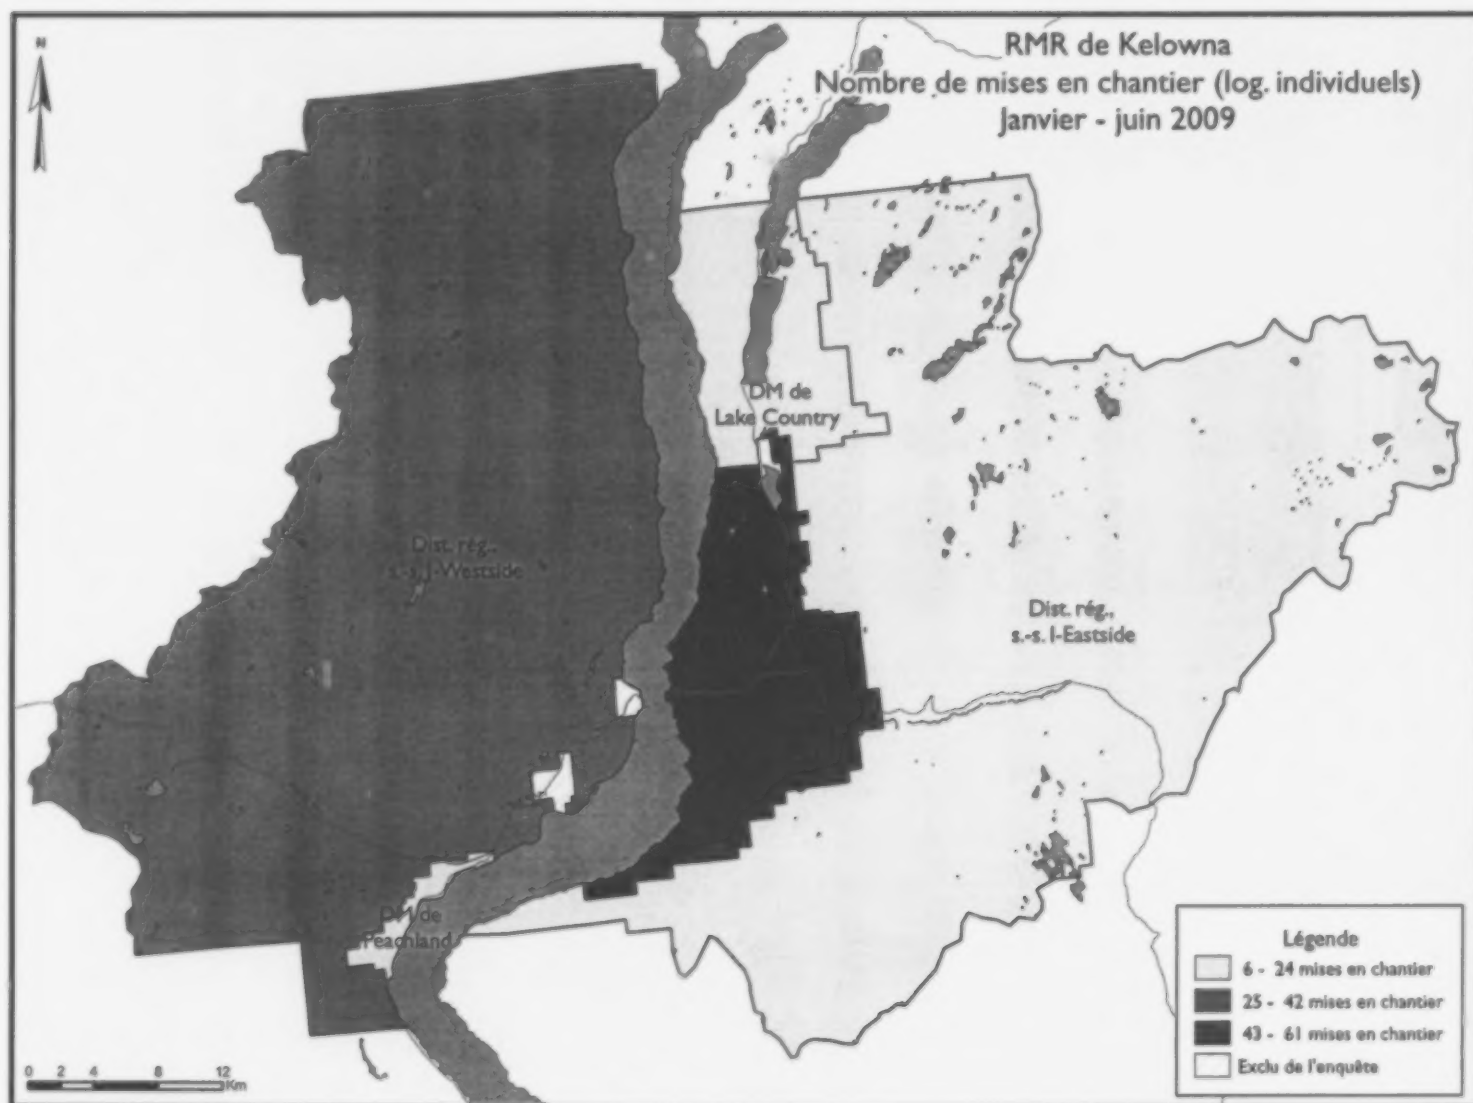 N
RMR de Kelowna
Nombre de mises en chantier (log. individuels)
Janvier - juin 2009
DM de
Lake Country
Dist. rég.,
s.-s. J-Westside
Dist. rég.,
s.-s. I-Eastside
DM de
Peachland
Légende
6 - 24 mises en chantier
25 - 42 mises en chantier
43 - 61 mises en chantier
Exclu de l'enquête
0 2 4 8 12
Km